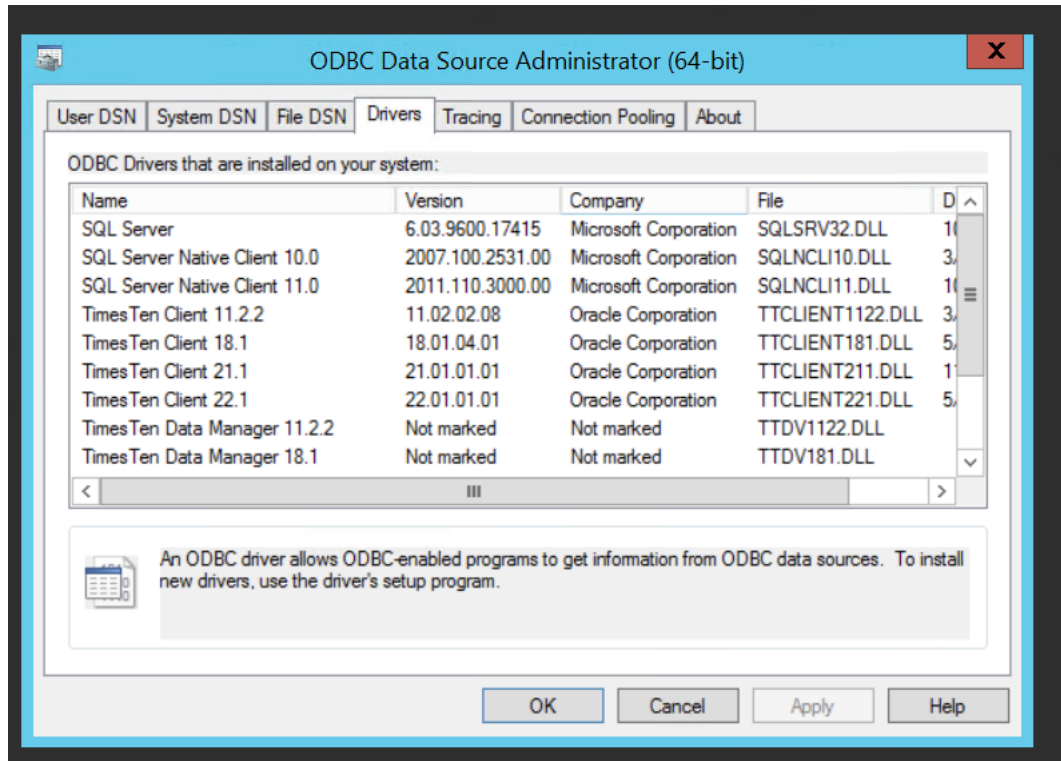 ODBC Data Source Administrator (64-bit)
X
User DSN System DSN File DSN Drivers Tracing Connection Pooling About
ODBC Drivers that are installed on your system:
Name Version Company File D
SQL Server 6.03.9600.17415 Microsoft Corporation SQLSRV32.DLL 10
SQL Server Native Client 10.0 2007.100.2531.00 Microsoft Corporation SQLNCLI10.DLL 3/
SQL Server Native Client 11.0 2011.110.3000.00 Microsoft Corporation SQLNCLI11.DLL 10
TimesTen Client 11.2.2 11.02.02.08 Oracle Corporation TTCLIENT1122.DLL 3/
TimesTen Client 18.1 18.01.04.01 Oracle Corporation TTCLIENT181.DLL 5/
TimesTen Client 21.1 21.01.01.01 Oracle Corporation TTCLIENT211.DLL 11
TimesTen Client 22.1 22.01.01.01 Oracle Corporation TTCLIENT221.DLL 5/
TimesTen Data Manager 11.2.2 Not marked Not marked TTDV1122.DLL
TimesTen Data Manager 18.1 Not marked Not marked TTDV181.DLL
An ODBC driver allows ODBC-enabled programs to get information from ODBC data sources. To install
new drivers, use the driver's setup program.
OK Cancel Apply Help